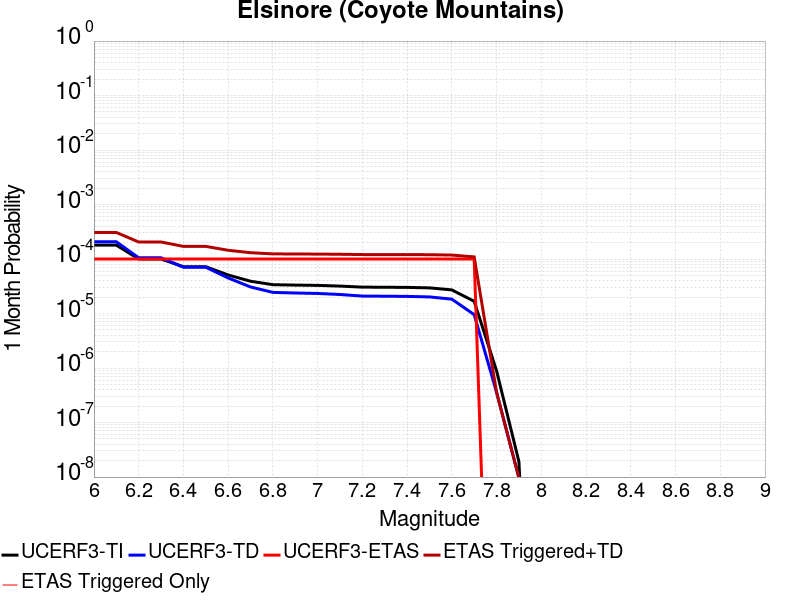 Elsinore (Coyote Mountains)
10^0
10^-1
10^-2
10^-3
10^-4
10^-5
10^-6
10^-7
10^-8
1 Month Probability
6 6.2 6.4 6.6 6.8 7 7.2 7.4 7.6 7.8 8 8.2 8.4 8.6 8.8 9
Magnitude
UCERF3-TI UCERF3-TD UCERF3-ETAS ETAS Triggered+TD
ETAS Triggered Only